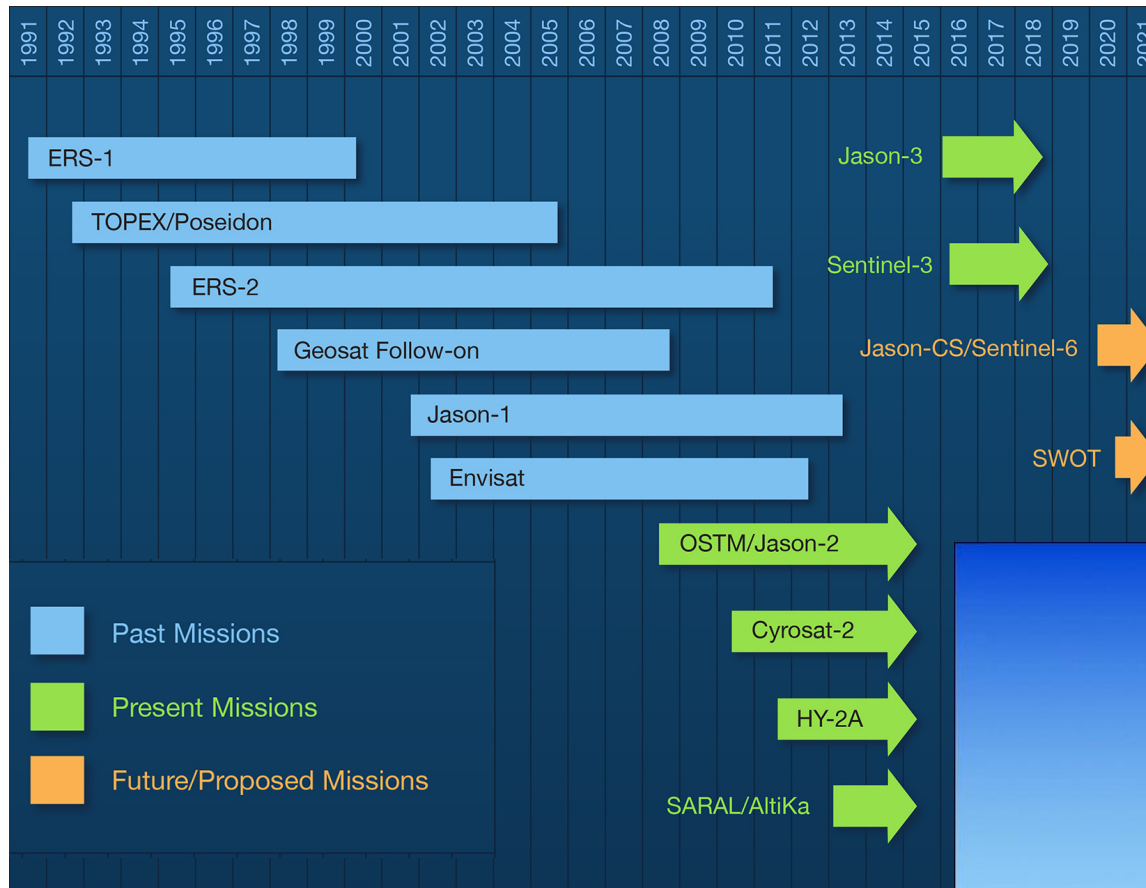 1991 1992 1993 1994 1995 1996 1997 1998 1999 2000 2001 2002 2003 2004 2005 2006 2007 2008 2009 2010 2011 2012 2013 2014 2015 2016 2017 2018 2019 2020 2021
ERS-1
Jason-3
TOPEX/Poseidon
Sentinel-3
ERS-2
Geosat Follow-on
Jason-CS/Sentinel-6
Jason-1
SWOT
Envisat
OSTM/Jason-2
Cyrosat-2
HY-2A
SARAL/AltiKa
Past Missions
Present Missions
Future/Proposed Missions